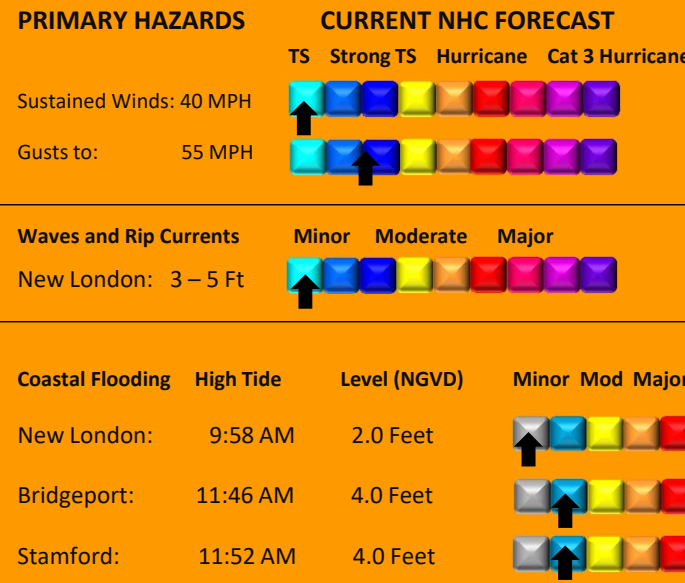 PRIMARY HAZARDS CURRENT NHC FORECAST
TS Strong TS Hurricane Cat 3 Hurricane
Sustained Winds: 40 MPH
Gusts to: 55 MPH
Waves and Rip Currents Minor Moderate Major
New London: 3 – 5 Ft
Coastal Flooding High Tide Level (NGVD) Minor Mod Major
New London: 9:58 AM 2.0 Feet
Bridgeport: 11:46 AM 4.0 Feet
Stamford: 11:52 AM 4.0 Feet